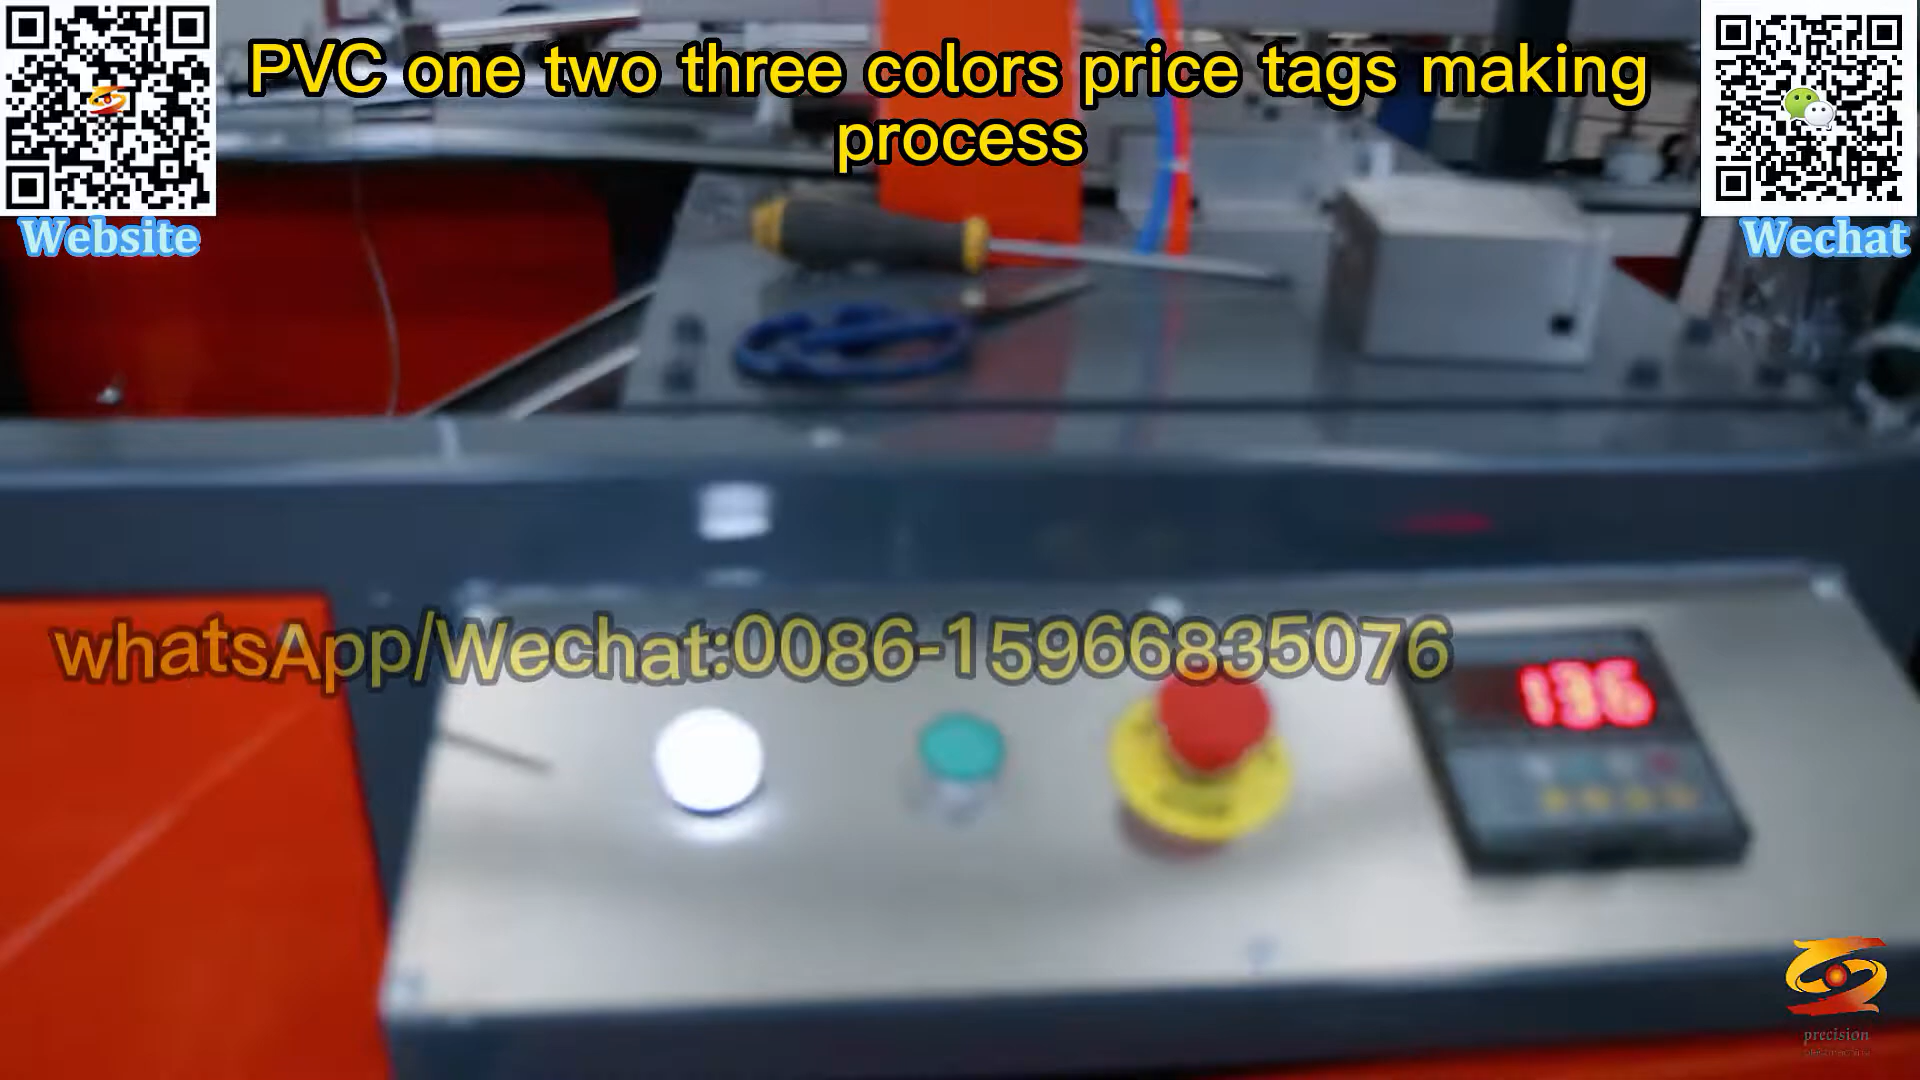 PVC one two three colors price tags making
process
Website
Wechat
whatsApp/Wechat:0086-15966835076
136
precision